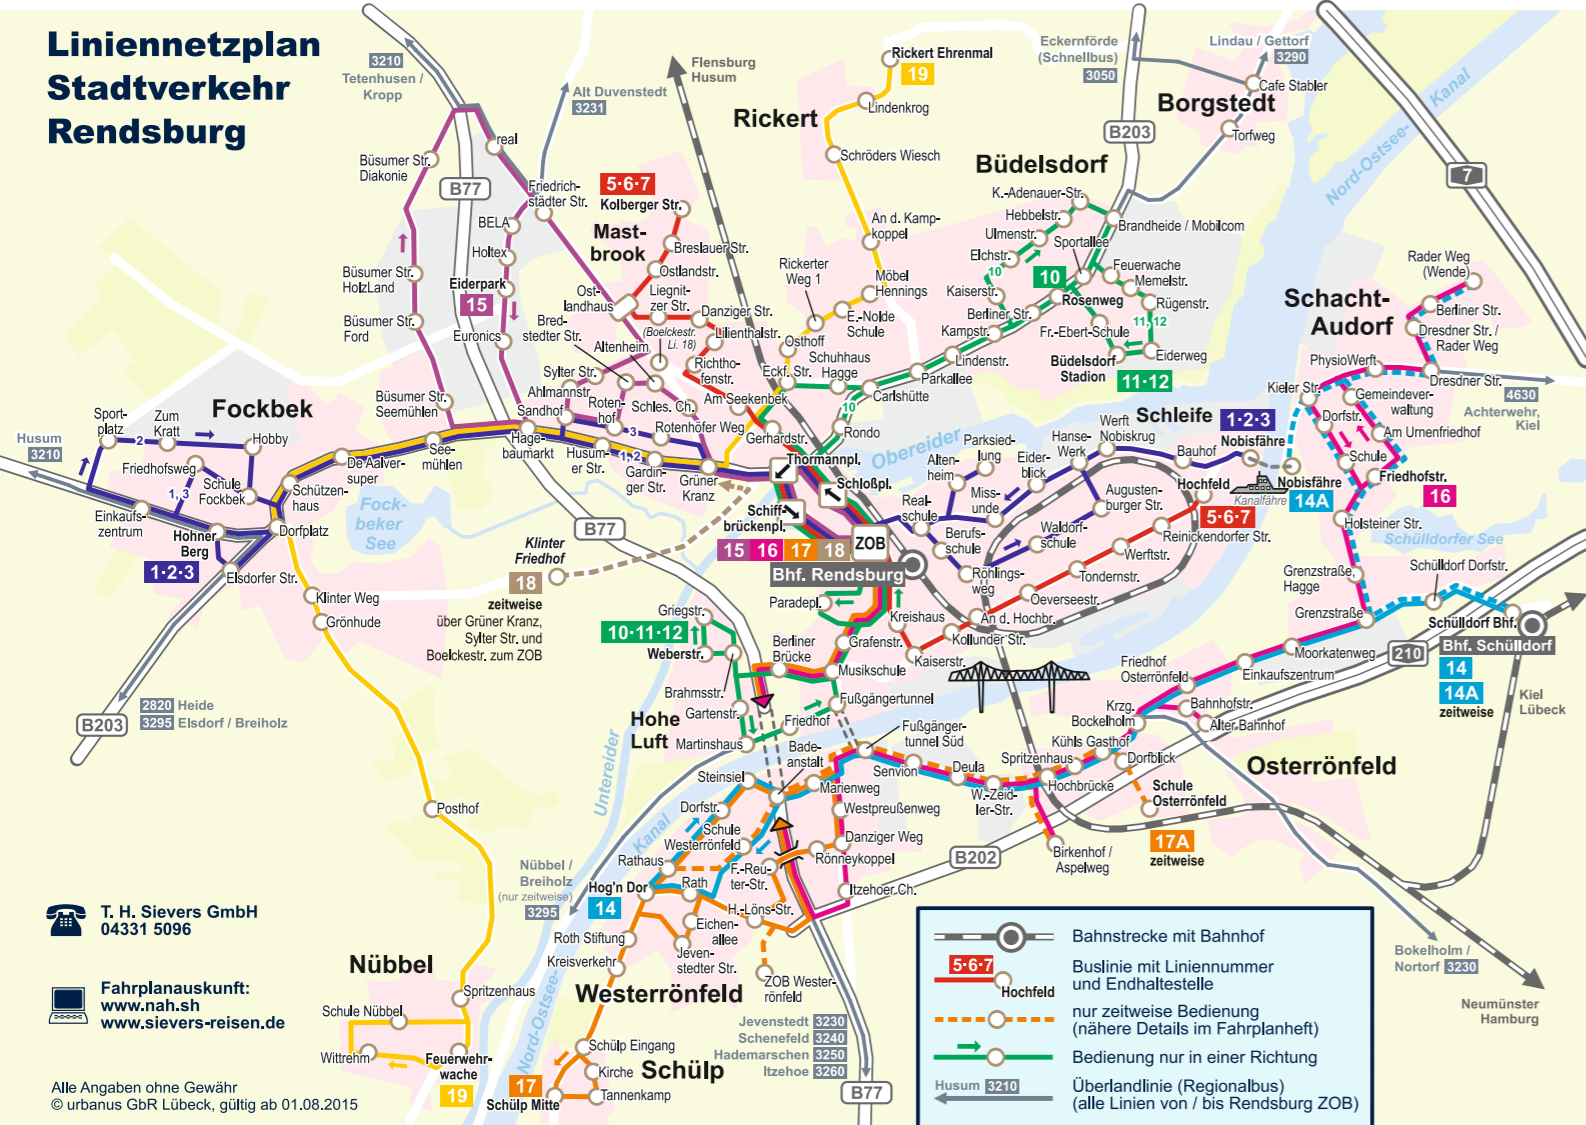 Liniennetzplan
Stadtverkehr
Rendsburg
3210
Tetenhusen /
Kropp
Alt Duvenstedt
3231
Flensburg
Husum
Rickert Ehrenmal
19
Lindenkrog
Rickert
Schröders Wiesch
An d. Kamp-
koppel
Möbel
Hennings
Rickerter
Weg 1
E.-Nolde
Schule
Osthoff
Schuhhaus
Hagge
Eckf. Str.
Eckernförde
(Schnellbus)
3050
Lindau / Gettorf
3290
Cafe Stabler
Borgstedt
Torfweg
B203
7
Nord-Ostsee-
Kanal
Büdelsdorf
K.-Adenauer-Str.
Hebbelstr.
Ulmenstr.
Sportallee
Elchstr.
10
Kaiserstr.
10
Brandheide / Mobilcom
Feuerwache
Memelstr.
Rügenstr.
Rosenweg
Berliner Str.
11, 12
Fr.-Ebert-Schule
Kampstr.
Lindenstr.
Büdelsdorf
Stadion
Eiderweg
11·12
Parkallee
Carlshütte
10
Rondo
real
Büsumer Str.
Diakonie
B77
Friedrich-
städter Str.
5·6·7
Kolberger Str.
Mast-
brook
BELA
Holtex
Breslauer Str.
Ostlandstr.
Büsumer Str.
HolzLand
Eiderpark
15
Ost-
landhaus
Liegnit-
zer Str.
Danziger Str.
(Boelckestr.
Li. 18)
Lilienthalstr.
Büsumer Str.
Ford
Euronics
Bred-
stedter Str.
Altenheim
Richtho-
fenstr.
Sylter Str.
Ahlmannstr.
Am Seekenbek
Büsumer Str.
Seemühlen
Sandhof
Roten-
hof
Schles. Ch.
Rotenhöfer Weg
Gerhardstr.
3
1, 2
Hage-
baumarkt
Husum-
er Str.
Gardin-
ger Str.
Grüner
Kranz
Thormannpl.
Schloßpl.
Schiff-
brückenpl.
ZOB
15
16
17
18
Bhf. Rendsburg
Fockbek
Sport-
platz
Zum
Kratt
2
Hobby
Husum
3210
Friedhofsweg
Schule
Fockbek
1, 3
Schützen-
haus
De Aalver-
super
See-
mühlen
Einkaufs-
zentrum
Hohner
Berg
Dorfplatz
1·2·3
Elsdorfer Str.
Fock-
beker
See
Klinter Weg
Grönhude
2820 Heide
3295 Elsdorf / Breiholz
B203
B77
Klinter
Friedhof
18
zeitweise
über Grüner Kranz,
Sylter Str. und
Boelckestr. zum ZOB
Obereider
Schleife
1·2·3
Nobisfähre
Nobisfähre
14A
Kanalfähre
Werft
Nobiskrug
Hanse-
Werk
Bauhof
Parksied-
lung
Alten-
heim
Eider-
blick
Hochfeld
5·6·7
Reinickendorfer Str.
Augusten-
burger Str.
Real-
schule
Miss-
unde
Waldorf-
schule
Berufs-
schule
Werftstr.
Röhlings-
weg
Tondernstr.
Oeverseestr.
An d. Hochbr.
Kollunder Str.
Paradepl.
Kreishaus
Kaiserstr.
Grafenstr.
Griegstr.
10·11·12
Weberstr.
Berliner
Brücke
Musikschule
Brahmsstr.
Fußgängertunnel
Gartenstr.
Hohe
Luft
Friedhof
Martinshaus
Untereider
Schacht-
Audorf
Rader Weg
(Wende)
Berliner Str.
Dresdner Str. /
Rader Weg
PhysioWerft
Dresdner Str.
Kieler Str.
Gemeindever-
waltung
Dorfstr.
Am Urnenfriedhof
Schule
Friedhofstr.
16
Holsteiner Str.
4630
Achterwehr,
Kiel
Schülldorfer See
Grenzstraße,
Hagge
Schülldorf Dorfstr.
Grenzstraße
Schülldorf Bhf.
Bhf. Schülldorf
14
14A
zeitweise
Kiel
Lübeck
210
Moorkatenweg
Einkaufszentrum
Friedhof
Osterrönfeld
Bahnhofstr.
Alter Bahnhof
Krzg.
Bockelholm
Kühls Gasthof
Dorfblick
Spritzenhaus
Schule
Osterrönfeld
Hochbrücke
17A
zeitweise
Birkenhof /
Aspelweg
Osterrönfeld
W.-Zeid-
ler-Str.
Deula
Senvion
Fußgänger-
tunnel Süd
Bade-
anstalt
Marienweg
Steinsiel
Dorfstr.
Westpreußenweg
Schule
Westerrönfeld
Danziger Weg
Rönneykoppel
Rathaus
F.-Reu-
ter-Str.
Hog'n Dor
14
Rath
Itzehoer Ch.
H.-Löns-Str.
Eichen-
allee
Roth Stiftung
Jeven-
stedter Str.
Kreisverkehr
ZOB Wester-
rönfeld
Westerrönfeld
B202
Kanal
Nord-Ostsee-
Nübbel /
Breiholz
(nur zeitweise)
3295
Jevenstedt 3230
Schenefeld 3240
Hademarschen 3250
Itzehoe 3260
B77
Schülp Eingang
Schülp
Kirche
Tannenkamp
17
Schülp Mitte
Posthof
Nübbel
Spritzenhaus
Schule Nübbel
Wittrehm
Feuerwehr-
wache
19
Bokelholm /
Nortorf 3230
Neumünster
Hamburg
T. H. Sievers GmbH
04331 5096
Fahrplanauskunft:
www.nah.sh
www.sievers-reisen.de
Alle Angaben ohne Gewähr
© urbanus GbR Lübeck, gültig ab 01.08.2015
Bahnstrecke mit Bahnhof
5·6·7
Hochfeld
Buslinie mit Liniennummer
und Endhaltestelle
nur zeitweise Bedienung
(nähere Details im Fahrplanheft)
Bedienung nur in einer Richtung
Husum 3210
Überlandlinie (Regionalbus)
(alle Linien von / bis Rendsburg ZOB)